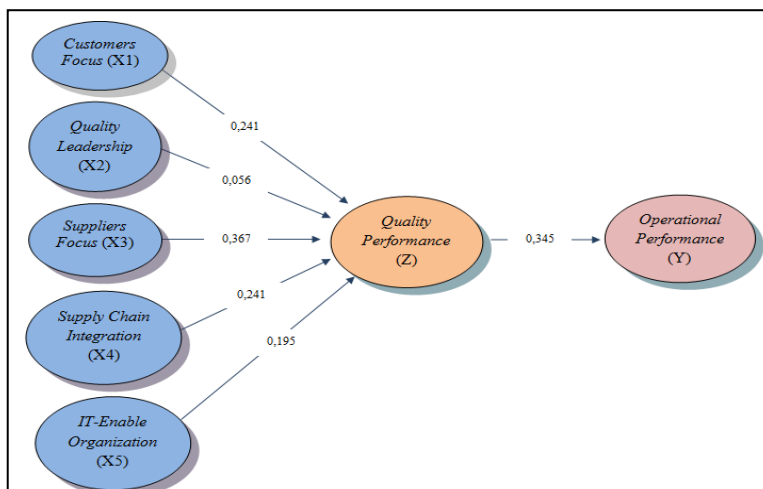 Customers
Focus (X1)
0,241
Quality
Leadership
(X2)
0,056
Suppliers
Focus (X3)
0,367
Quality
Performance
(Z)
0,345
Operational
Performance
(Y)
Supply Chain
Integration
(X4)
0,241
0,195
IT-Enable
Organization
(X5)